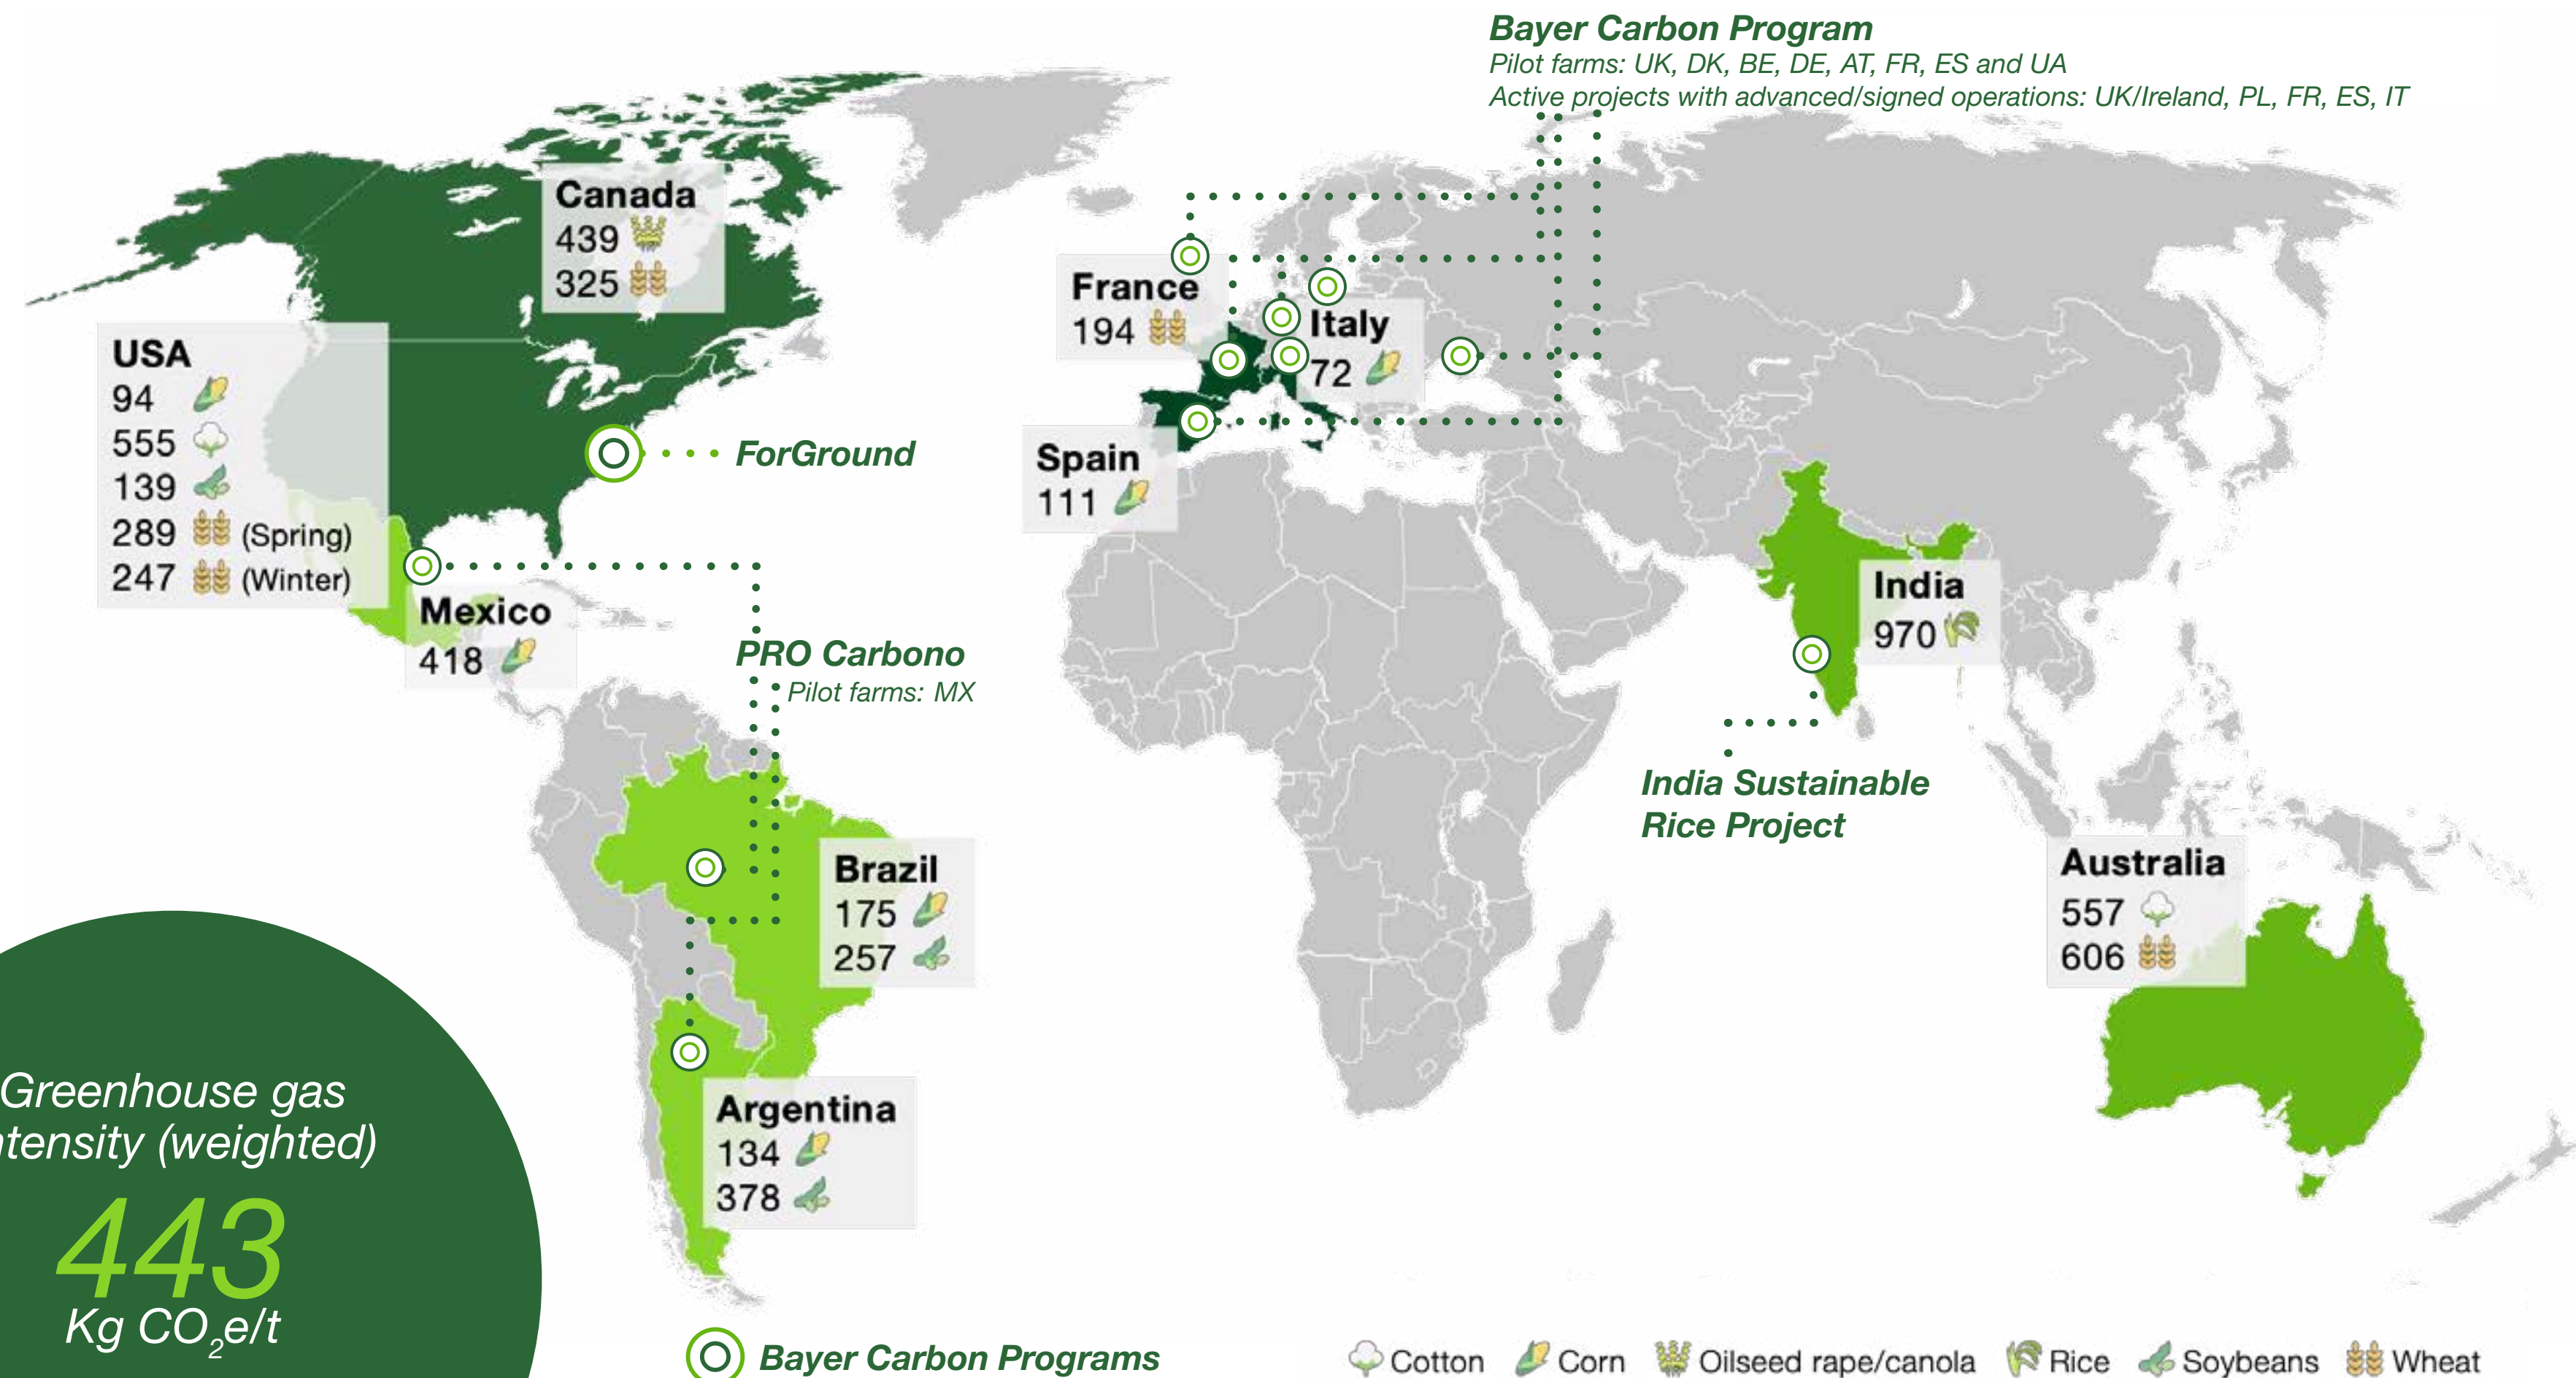 Bayer Carbon Program
Pilot farms: UK, DK, BE, DE, AT, FR, ES and UA
Active projects with advanced/signed operations: UK/Ireland, PL, FR, ES, IT
Canada
439
325
USA
94
555
139
289 (Spring)
247 (Winter)
ForGround
Mexico
418
PRO Carbono
Pilot farms: MX
France
194
Italy
72
Spain
111
India
970
India Sustainable
Rice Project
Brazil
175
257
Argentina
134
378
Australia
557
606
Greenhouse gas
ntensity (weighted)
443
Kg CO2e/t
Bayer Carbon Programs
Cotton Corn Oilseed rape/canola Rice Soybeans Wheat